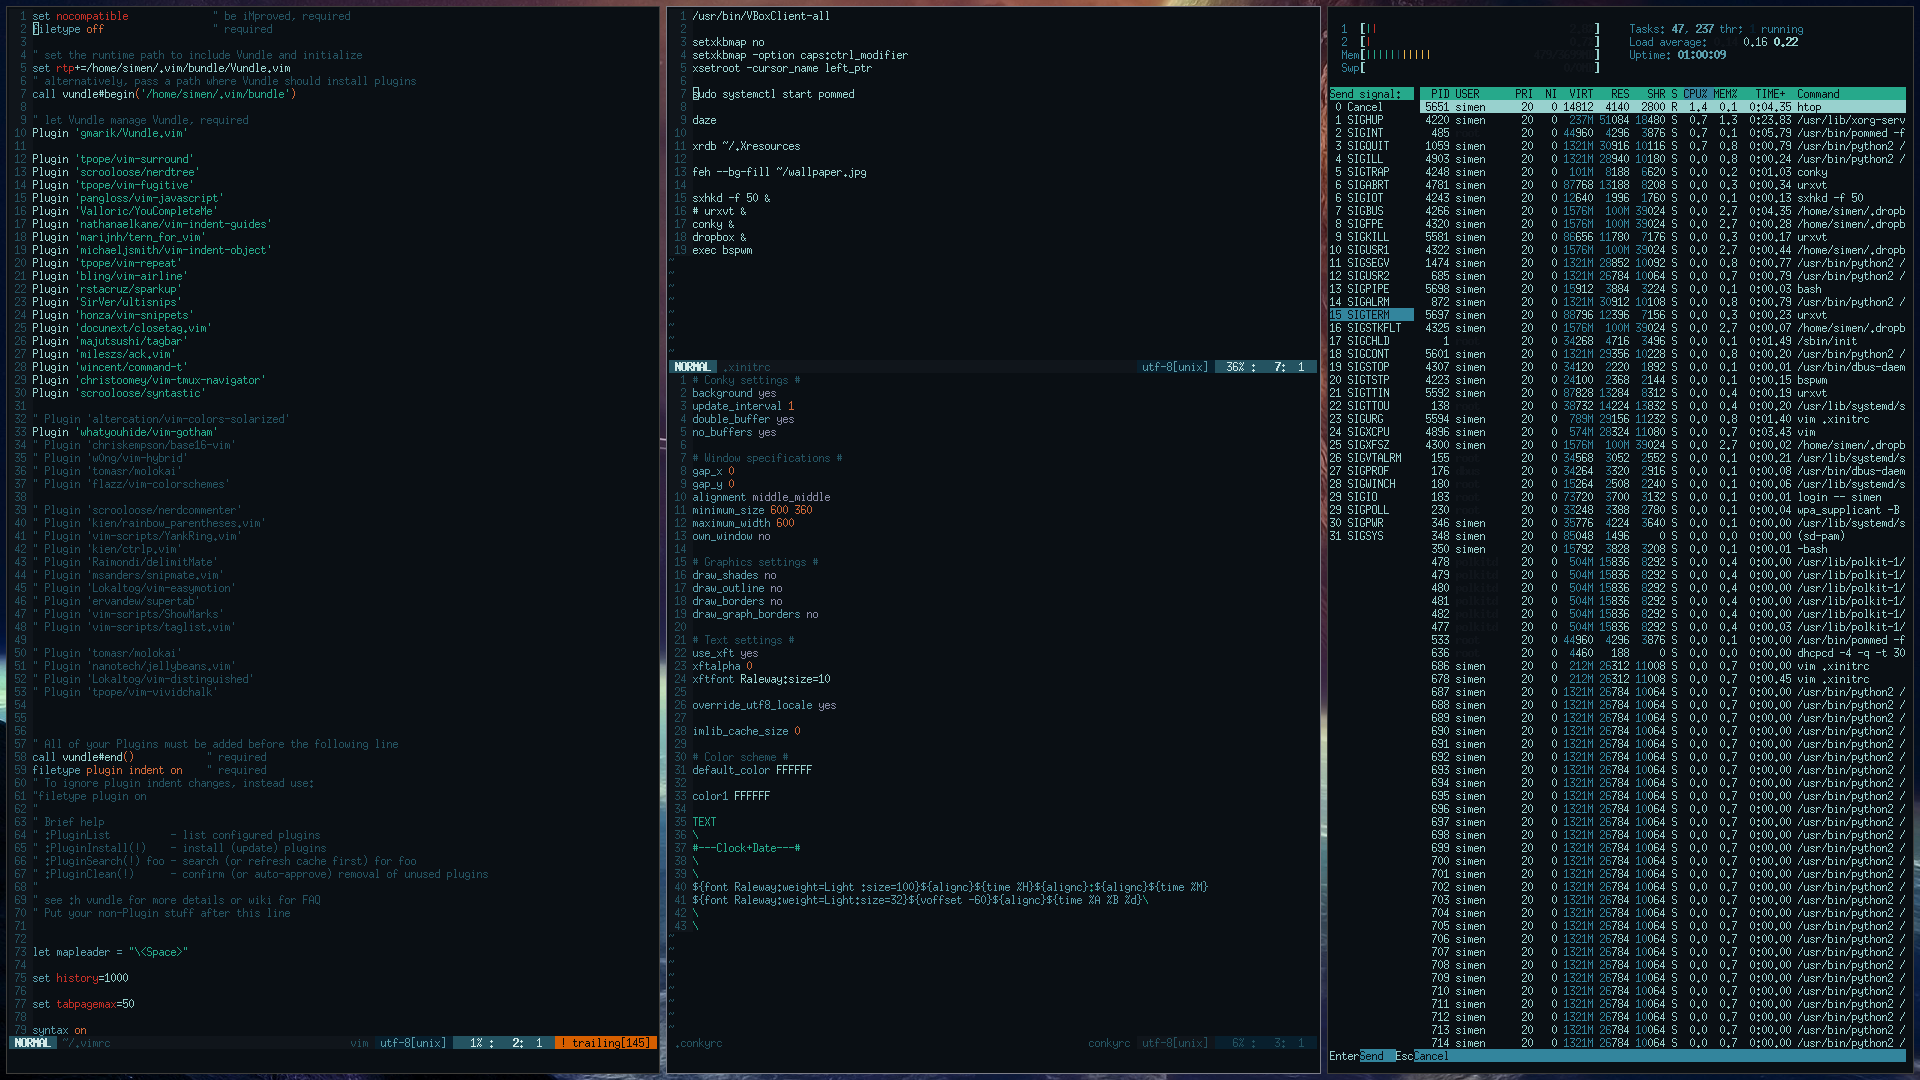 1 set nocompatible              " be iMproved, required
2 filetype off                  " required
3
4 " set the runtime path to include Vundle and initialize
5 set rtp+=/home/simen/.vim/bundle/Vundle.vim
6 " alternatively, pass a path where Vundle should install plugins
7 call vundle#begin('/home/simen/.vim/bundle')
8
9 " let Vundle manage Vundle, required
10 Plugin 'gmarik/Vundle.vim'
11
12 Plugin 'tpope/vim-surround'
13 Plugin 'scrooloose/nerdtree'
14 Plugin 'tpope/vim-fugitive'
15 Plugin 'pangloss/vim-javascript'
16 Plugin 'Valloric/YouCompleteMe'
17 Plugin 'nathanaelkane/vim-indent-guides'
18 Plugin 'marijnh/tern_for_vim'
19 Plugin 'michaeljsmith/vim-indent-object'
20 Plugin 'tpope/vim-repeat'
21 Plugin 'bling/vim-airline'
22 Plugin 'rstacruz/sparkup'
23 Plugin 'SirVer/ultisnips'
24 Plugin 'honza/vim-snippets'
25 Plugin 'docunext/closetag.vim'
26 Plugin 'majutsushi/tagbar'
27 Plugin 'mileszs/ack.vim'
28 Plugin 'wincent/command-t'
29 Plugin 'christoomey/vim-tmux-navigator'
30 Plugin 'scrooloose/syntastic'
31
32 " Plugin 'altercation/vim-colors-solarized'
33 Plugin 'whatyouhide/vim-gotham'
34 " Plugin 'chriskempson/base16-vim'
35 " Plugin 'w0ng/vim-hybrid'
36 " Plugin 'tomasr/molokai'
37 " Plugin 'flazz/vim-colorschemes'
38
39 " Plugin 'scrooloose/nerdcommenter'
40 " Plugin 'kien/rainbow_parentheses.vim'
41 " Plugin 'vim-scripts/YankRing.vim'
42 " Plugin 'kien/ctrlp.vim'
43 " Plugin 'Raimondi/delimitMate'
44 " Plugin 'msanders/snipmate.vim'
45 " Plugin 'Lokaltog/vim-easymotion'
46 " Plugin 'ervandew/supertab'
47 " Plugin 'vim-scripts/ShowMarks'
48 " Plugin 'vim-scripts/taglist.vim'
49
50 " Plugin 'tomasr/molokai'
51 " Plugin 'nanotech/jellybeans.vim'
52 " Plugin 'Lokaltog/vim-distinguished'
53 " Plugin 'tpope/vim-vividchalk'
54
55
56
57 " All of your Plugins must be added before the following line
58 call vundle#end()            " required
59 filetype plugin indent on    " required
60 " To ignore plugin indent changes, instead use:
61 "filetype plugin on
62 "
63 " Brief help
64 " :PluginList          - list configured plugins
65 " :PluginInstall(!)    - install (update) plugins
66 " :PluginSearch(!) foo - search (or refresh cache first) for foo
67 " :PluginClean(!)      - confirm (or auto-approve) removal of unused plugins
68 "
69 " see :h vundle for more details or wiki for FAQ
70 " Put your non-Plugin stuff after this line
71
72
73 let mapleader = "\<Space>"
74
75 set history=1000
76
77 set tabpagemax=50
78
79 syntax on
NORMAL ~/.vimrc vim utf-8[unix] 1% : 2: 1 ! trailing[145]
1 /usr/bin/VBoxClient-all
2
3 setxkbmap no
4 setxkbmap -option caps:ctrl_modifier
5 xsetroot -cursor_name left_ptr
6
7 sudo systemctl start pommed
8
9 daze
10
11 xrdb ~/.Xresources
12
13 feh --bg-fill ~/wallpaper.jpg
14
15 sxhkd -f 50 &
16 # urxvt &
17 conky &
18 dropbox &
19 exec bspwm
NORMAL .xinitrc utf-8[unix] 36% : 7: 1
1 # Conky settings #
2 background yes
3 update_interval 1
4 double_buffer yes
5 no_buffers yes
6
7 # Window specifications #
8 gap_x 0
9 gap_y 0
10 alignment middle_middle
11 minimum_size 600 360
12 maximum_width 600
13 own_window no
14
15 # Graphics settings #
16 draw_shades no
17 draw_outline no
18 draw_borders no
19 draw_graph_borders no
20
21 # Text settings #
22 use_xft yes
23 xftalpha 0
24 xftfont Raleway:size=10
25
26 override_utf8_locale yes
27
28 imlib_cache_size 0
29
30 # Color scheme #
31 default_color FFFFFF
32
33 color1 FFFFFF
34
35 TEXT
36 \
37 #---Clock+Date---#
38 \
39 \
40 ${font Raleway:weight=Light :size=100}${alignc}${time %H}${alignc}:${alignc}${time %M}
41 ${font Raleway:weight=Light:size=32}${voffset -60}${alignc}${time %A %B %d}\
42 \
43 \
.conkyrc conkyrc utf-8[unix] 6% : 3: 1
1 [|| ] Tasks: 47, 237 thr; running
2 [| ] Load average: 0.16 0.22
Mem[||||||||||| ] Uptime: 01:00:09
Swp[ ]
Send signal: PID USER PRI NI VIRT RES SHR S CPU% MEM% TIME+ Command
0 Cancel 5651 simen 20 0 14812 4140 2800 R 1.4 0.1 0:04.35 htop
1 SIGHUP 4220 simen 20 0 237M 51084 18480 S 0.7 1.3 0:23.83 /usr/lib/xorg-serv
2 SIGINT 485 20 0 44960 4296 3876 S 0.7 0.1 0:05.79 /usr/bin/pommed -f
3 SIGQUIT 1059 simen 20 0 1321M 30916 10116 S 0.7 0.8 0:00.79 /usr/bin/python2 /
4 SIGILL 4903 simen 20 0 1321M 28940 10180 S 0.0 0.8 0:00.24 /usr/bin/python2 /
5 SIGTRAP 4248 simen 20 0 101M 8188 6620 S 0.0 0.2 0:01.03 conky
6 SIGABRT 4781 simen 20 0 87768 13188 8208 S 0.0 0.3 0:00.34 urxvt
6 SIGIOT 4243 simen 20 0 12640 1996 1760 S 0.0 0.1 0:00.13 sxhkd -f 50
7 SIGBUS 4266 simen 20 0 1576M 100M 39024 S 0.0 2.7 0:04.35 /home/simen/.dropb
8 SIGFPE 4320 simen 20 0 1576M 100M 39024 S 0.0 2.7 0:00.28 /home/simen/.dropb
9 SIGKILL 5581 simen 20 0 86656 11780 7176 S 0.0 0.3 0:00.17 urxvt
10 SIGUSR1 4322 simen 20 0 1576M 100M 39024 S 0.0 2.7 0:00.44 /home/simen/.dropb
11 SIGSEGV 1474 simen 20 0 1321M 28852 10092 S 0.0 0.8 0:00.77 /usr/bin/python2 /
12 SIGUSR2 685 simen 20 0 1321M 26784 10064 S 0.0 0.7 0:00.79 /usr/bin/python2 /
13 SIGPIPE 5698 simen 20 0 15912 3884 3224 S 0.0 0.1 0:00.03 bash
14 SIGALRM 872 simen 20 0 1321M 30912 10108 S 0.0 0.8 0:00.79 /usr/bin/python2 /
15 SIGTERM 5697 simen 20 0 88796 12396 7156 S 0.0 0.3 0:00.23 urxvt
16 SIGSTKFLT 4325 simen 20 0 1576M 100M 39024 S 0.0 2.7 0:00.07 /home/simen/.dropb
17 SIGCHLD 1 20 0 34268 4716 3496 S 0.0 0.1 0:01.49 /sbin/init
18 SIGCONT 5601 simen 20 0 1321M 29356 10228 S 0.0 0.8 0:00.20 /usr/bin/python2 /
19 SIGSTOP 4307 simen 20 0 34120 2220 1892 S 0.0 0.1 0:00.01 /usr/bin/dbus-daem
20 SIGTSTP 4223 simen 20 0 24100 2368 2144 S 0.0 0.1 0:00.15 bspwm
21 SIGTTIN 5592 simen 20 0 87828 13284 8312 S 0.0 0.4 0:00.19 urxvt
22 SIGTTOU 138 20 0 38732 14224 13832 S 0.0 0.4 0:00.20 /usr/lib/systemd/s
23 SIGURG 5594 simen 20 0 789M 29156 11232 S 0.0 0.8 0:01.40 vim .xinitrc
24 SIGXCPU 4896 simen 20 0 574M 28324 11080 S 0.0 0.7 0:03.43 vim
25 SIGXFSZ 4300 simen 20 0 1576M 100M 39024 S 0.0 2.7 0:00.02 /home/simen/.dropb
26 SIGVTALRM 155 20 0 34568 3052 2552 S 0.0 0.1 0:00.21 /usr/lib/systemd/s
27 SIGPROF 176 20 0 34264 3320 2916 S 0.0 0.1 0:00.08 /usr/bin/dbus-daem
28 SIGWINCH 180 20 0 15264 2508 2240 S 0.0 0.1 0:00.06 /usr/lib/systemd/s
29 SIGIO 183 20 0 73720 3700 3132 S 0.0 0.1 0:00.01 login -- simen
29 SIGPOLL 230 20 0 33248 3388 2780 S 0.0 0.1 0:00.04 wpa_supplicant -B
30 SIGPWR 346 simen 20 0 35776 4224 3640 S 0.0 0.1 0:00.00 /usr/lib/systemd/s
31 SIGSYS 348 simen 20 0 85048 1496 0 S 0.0 0.0 0:00.00 (sd-pam)
350 simen 20 0 15792 3828 3208 S 0.0 0.1 0:00.01 -bash
478 20 0 504M 15836 8292 S 0.0 0.4 0:00.00 /usr/lib/polkit-1/
479 20 0 504M 15836 8292 S 0.0 0.4 0:00.00 /usr/lib/polkit-1/
480 20 0 504M 15836 8292 S 0.0 0.4 0:00.00 /usr/lib/polkit-1/
481 20 0 504M 15836 8292 S 0.0 0.4 0:00.00 /usr/lib/polkit-1/
482 20 0 504M 15836 8292 S 0.0 0.4 0:00.00 /usr/lib/polkit-1/
477 20 0 504M 15836 8292 S 0.0 0.4 0:00.03 /usr/lib/polkit-1/
533 20 0 44960 4296 3876 S 0.0 0.1 0:00.00 /usr/bin/pommed -f
636 20 0 4460 188 0 S 0.0 0.0 0:00.00 dhcpcd -4 -q -t 30
686 simen 20 0 212M 26312 11008 S 0.0 0.7 0:00.00 vim .xinitrc
678 simen 20 0 212M 26312 11008 S 0.0 0.7 0:00.45 vim .xinitrc
687 simen 20 0 1321M 26784 10064 S 0.0 0.7 0:00.00 /usr/bin/python2 /
688 simen 20 0 1321M 26784 10064 S 0.0 0.7 0:00.00 /usr/bin/python2 /
689 simen 20 0 1321M 26784 10064 S 0.0 0.7 0:00.00 /usr/bin/python2 /
690 simen 20 0 1321M 26784 10064 S 0.0 0.7 0:00.00 /usr/bin/python2 /
691 simen 20 0 1321M 26784 10064 S 0.0 0.7 0:00.00 /usr/bin/python2 /
692 simen 20 0 1321M 26784 10064 S 0.0 0.7 0:00.00 /usr/bin/python2 /
693 simen 20 0 1321M 26784 10064 S 0.0 0.7 0:00.00 /usr/bin/python2 /
694 simen 20 0 1321M 26784 10064 S 0.0 0.7 0:00.00 /usr/bin/python2 /
695 simen 20 0 1321M 26784 10064 S 0.0 0.7 0:00.00 /usr/bin/python2 /
696 simen 20 0 1321M 26784 10064 S 0.0 0.7 0:00.00 /usr/bin/python2 /
697 simen 20 0 1321M 26784 10064 S 0.0 0.7 0:00.00 /usr/bin/python2 /
698 simen 20 0 1321M 26784 10064 S 0.0 0.7 0:00.00 /usr/bin/python2 /
699 simen 20 0 1321M 26784 10064 S 0.0 0.7 0:00.00 /usr/bin/python2 /
700 simen 20 0 1321M 26784 10064 S 0.0 0.7 0:00.00 /usr/bin/python2 /
701 simen 20 0 1321M 26784 10064 S 0.0 0.7 0:00.00 /usr/bin/python2 /
702 simen 20 0 1321M 26784 10064 S 0.0 0.7 0:00.00 /usr/bin/python2 /
703 simen 20 0 1321M 26784 10064 S 0.0 0.7 0:00.00 /usr/bin/python2 /
704 simen 20 0 1321M 26784 10064 S 0.0 0.7 0:00.00 /usr/bin/python2 /
705 simen 20 0 1321M 26784 10064 S 0.0 0.7 0:00.00 /usr/bin/python2 /
706 simen 20 0 1321M 26784 10064 S 0.0 0.7 0:00.00 /usr/bin/python2 /
707 simen 20 0 1321M 26784 10064 S 0.0 0.7 0:00.00 /usr/bin/python2 /
708 simen 20 0 1321M 26784 10064 S 0.0 0.7 0:00.00 /usr/bin/python2 /
709 simen 20 0 1321M 26784 10064 S 0.0 0.7 0:00.00 /usr/bin/python2 /
710 simen 20 0 1321M 26784 10064 S 0.0 0.7 0:00.00 /usr/bin/python2 /
711 simen 20 0 1321M 26784 10064 S 0.0 0.7 0:00.00 /usr/bin/python2 /
712 simen 20 0 1321M 26784 10064 S 0.0 0.7 0:00.00 /usr/bin/python2 /
713 simen 20 0 1321M 26784 10064 S 0.0 0.7 0:00.00 /usr/bin/python2 /
714 simen 20 0 1321M 26784 10064 S 0.0 0.7 0:00.00 /usr/bin/python2 /
EnterSend EscCancel